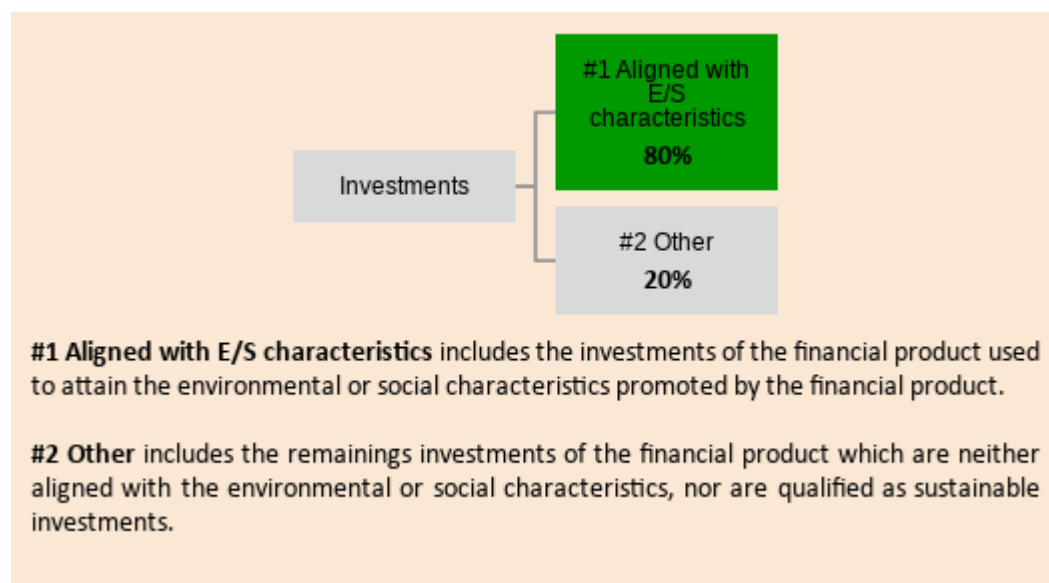 #1 Aligned with
E/S
characteristics
80%
Investments
#2 Other
20%
#1 Aligned with E/S characteristics includes the investments of the financial product used
to attain the environmental or social characteristics promoted by the financial product.
#2 Other includes the remainings investments of the financial product which are neither
aligned with the environmental or social characteristics, nor are qualified as sustainable
investments.